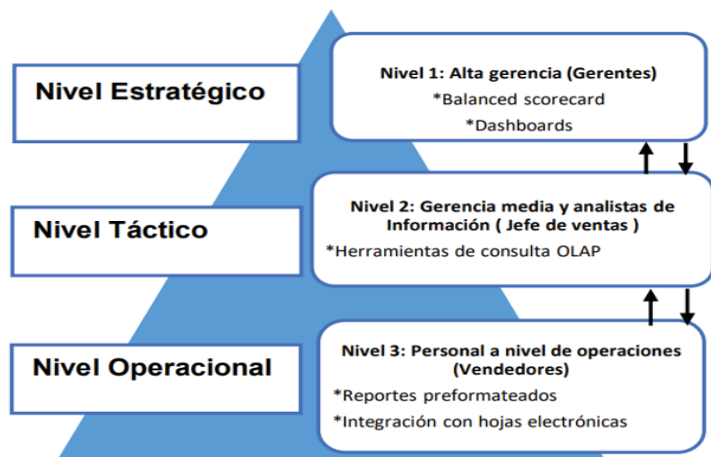 Nivel Estratégico
Nivel 1: Alta gerencia (Gerentes)
*Balanced scorecard
*Dashboards
Nivel Táctico
Nivel 2: Gerencia media y analistas de
Información ( Jefe de ventas )
*Herramientas de consulta OLAP
Nivel Operacional
Nivel 3: Personal a nivel de operaciones
(Vendedores)
*Reportes preformateados
*Integración con hojas electrónicas